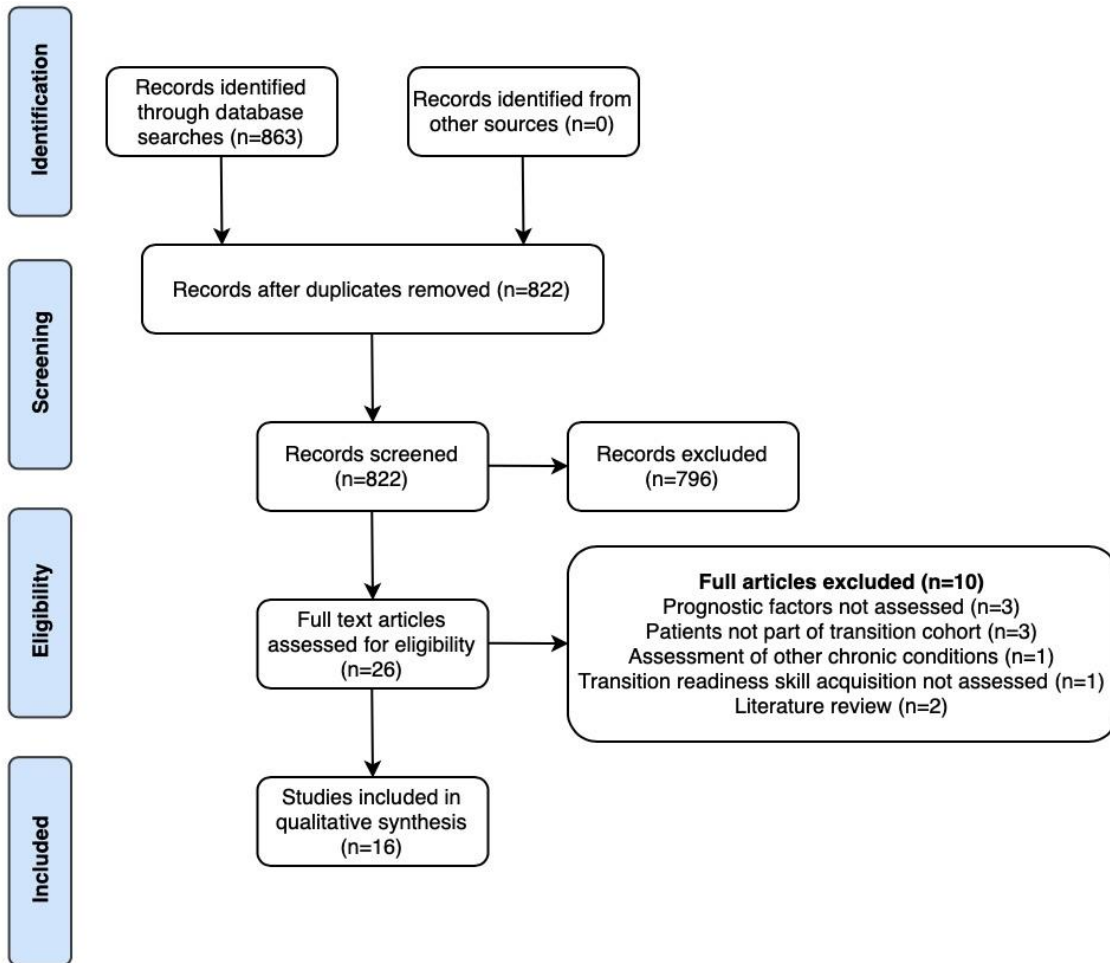 Identification
Records identified
through database
searches (n=863)
Records identified from
other sources (n=0)
Screening
Records after duplicates removed (n=822)
Records screened
(n=822)
Records excluded
(n=796)
Eligibility
Full text articles
assessed for eligibility
(n=26)
Full articles excluded (n=10)
Prognostic factors not assessed (n=3)
Patients not part of transition cohort (n=3)
Assessment of other chronic conditions (n=1)
Transition readiness skill acquisition not assessed (n=1)
Literature review (n=2)
Included
Studies included in
qualitative synthesis
(n=16)